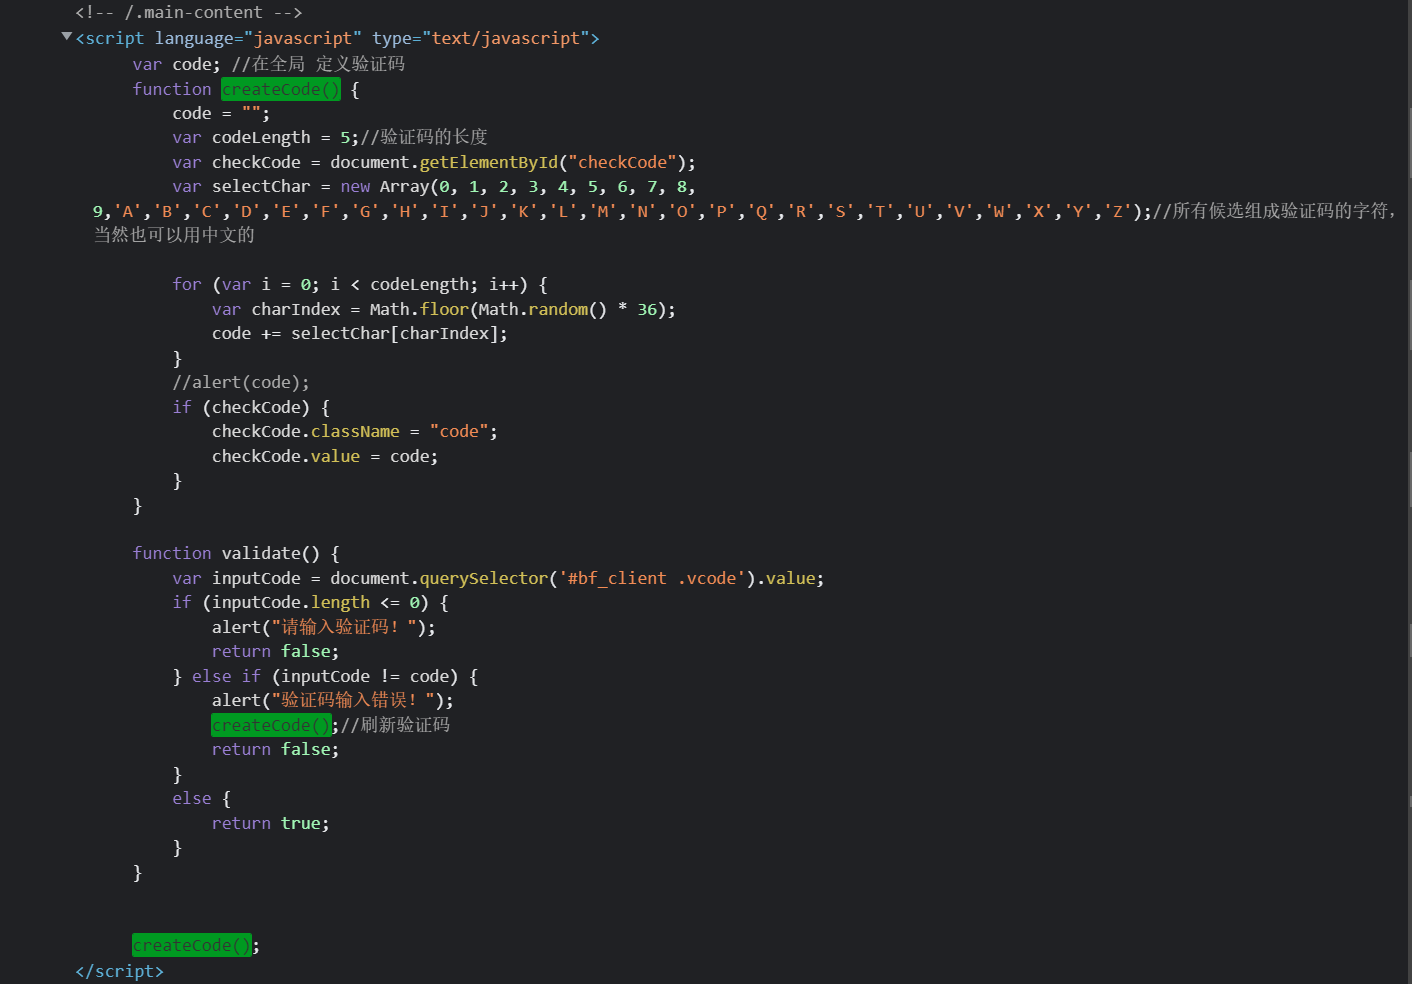 <!-- /.main-content -->
<script language="javascript" type="text/javascript">
var code; //在全局 定义验证码
function createCode() {
code = "";
var codeLength = 5;//验证码的长度
var checkCode = document.getElementById("checkCode");
var selectChar = new Array(0, 1, 2, 3, 4, 5, 6, 7, 8,
9,'A','B','C','D','E','F','G','H','I','J','K','L','M','N','O','P','Q','R','S','T','U','V','W','X','Y','Z');//所有候选组成验证码的字符，
当然也可以用中文的
for (var i = 0; i < codeLength; i++) {
var charIndex = Math.floor(Math.random() * 36);
code += selectChar[charIndex];
}
//alert(code);
if (checkCode) {
checkCode.className = "code";
checkCode.value = code;
}
}
function validate() {
var inputCode = document.querySelector('#bf_client .vcode').value;
if (inputCode.length <= 0) {
alert("请输入验证码！");
return false;
} else if (inputCode != code) {
alert("验证码输入错误！");
createCode();//刷新验证码
return false;
}
else {
return true;
}
}
createCode();
</script>